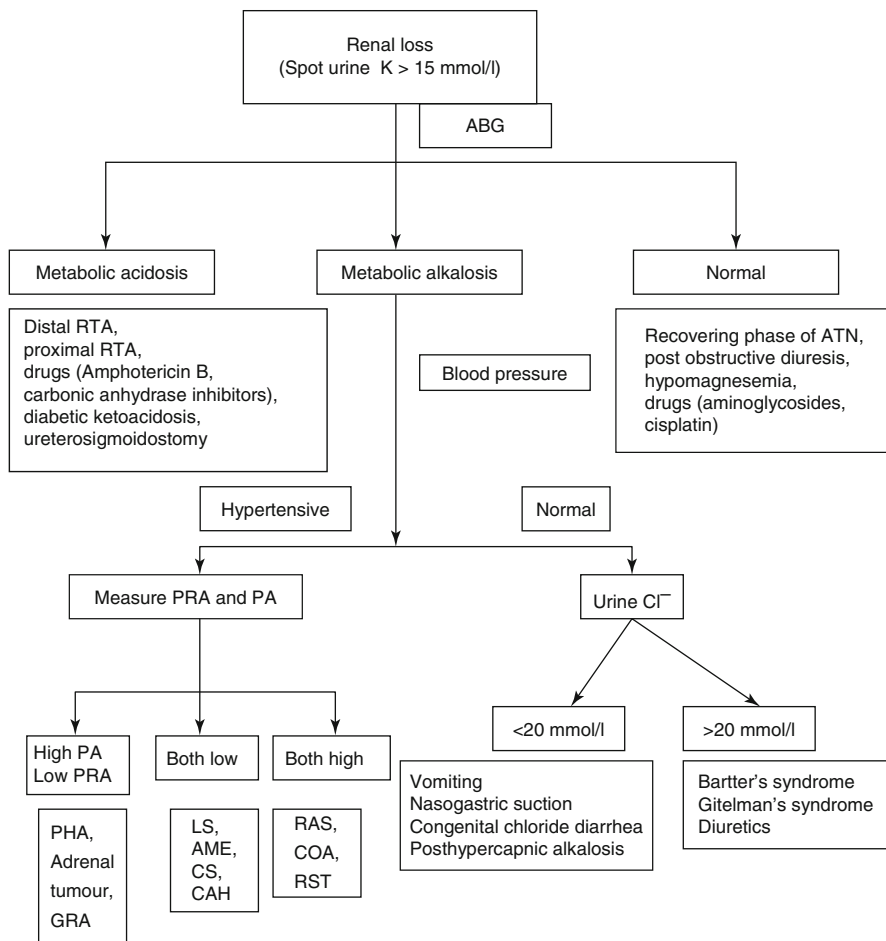 Renal loss
(Spot urine K > 15 mmol/l)
ABG
Metabolic acidosis
Metabolic alkalosis
Normal
Distal RTA,
proximal RTA,
drugs (Amphotericin B,
carbonic anhydrase inhibitors),
diabetic ketoacidosis,
ureterosigmoidostomy
Recovering phase of ATN,
post obstructive diuresis,
hypomagnesemia,
drugs (aminoglycosides,
cisplatin)
Blood pressure
Hypertensive
Normal
Measure PRA and PA
Urine Cl⁻
High PA
Low PRA
Both low
Both high
<20 mmol/l
>20 mmol/l
PHA,
Adrenal
tumour,
GRA
LS,
AME,
CS,
CAH
RAS,
COA,
RST
Vomiting
Nasogastric suction
Congenital chloride diarrhea
Posthypercapnic alkalosis
Bartter's syndrome
Gitelman's syndrome
Diuretics